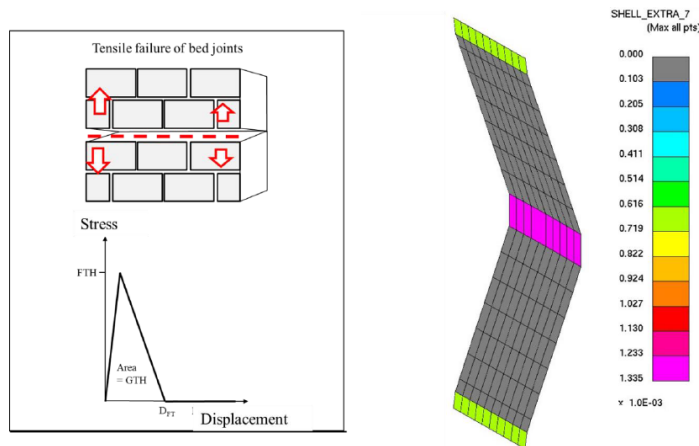 Tensile failure of bed joints
Stress
FTH
Area
= GTH
D_FT
Displacement
SHELL_EXTRA_7
(Max all pts)
0.000
0.103
0.205
0.308
0.411
0.514
0.616
0.719
0.822
0.924
1.027
1.130
1.233
1.335
x 1.0E-03